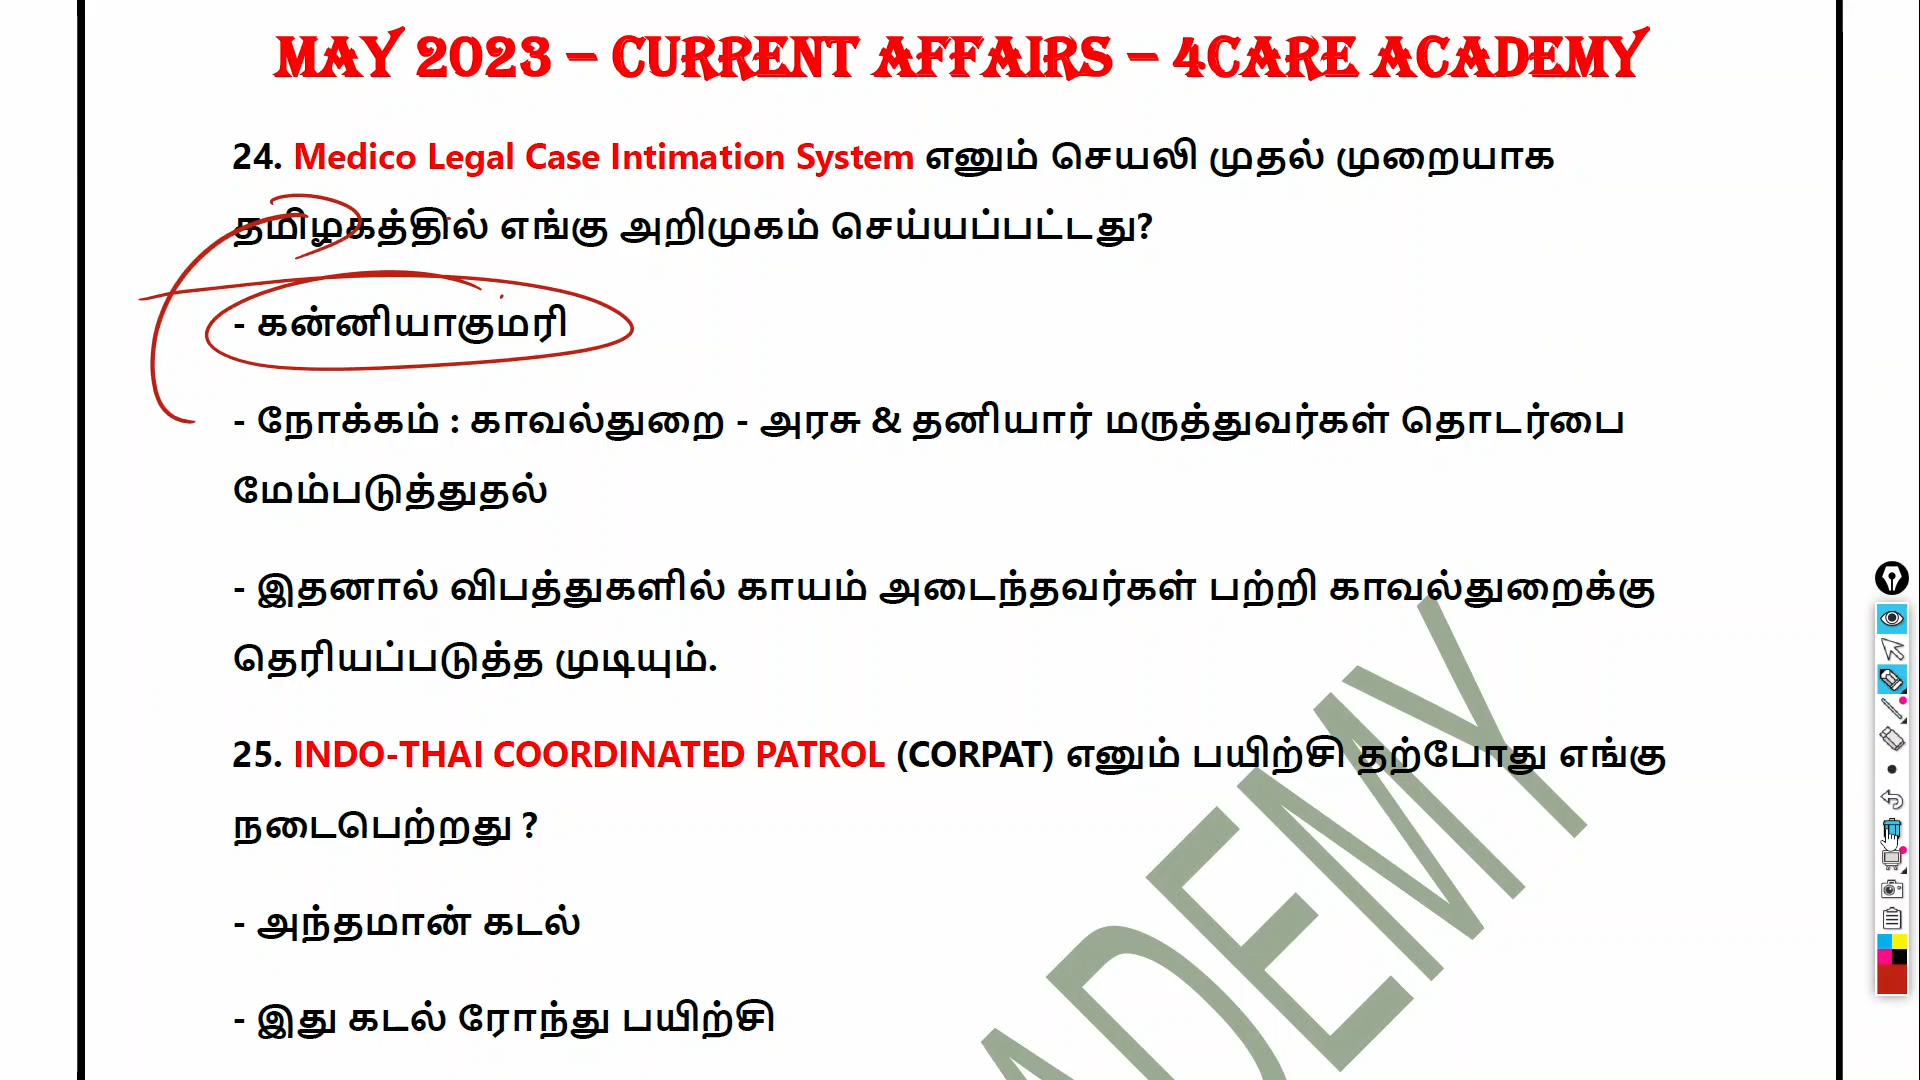 MAY 2023 – CURRENT AFFAIRS – 4CARE ACADEMY
24. Medico Legal Case Intimation System எனும் செயலி முதல் முறையாக
தமிழகத்தில் எங்கு அறிமுகம் செய்யப்பட்டது?
- கன்னியாகுமரி
- நோக்கம் : காவல்துறை - அரசு & தனியார் மருத்துவர்கள் தொடர்பை
மேம்படுத்துதல்
- இதனால் விபத்துகளில் காயம் அடைந்தவர்கள் பற்றி காவல்துறைக்கு
தெரியப்படுத்த முடியும்.
25. INDO-THAI COORDINATED PATROL (CORPAT) எனும் பயிற்சி தற்போது எங்கு
நடைபெற்றது ?
- அந்தமான் கடல்
- இது கடல் ரோந்து பயிற்சி
ADEMY